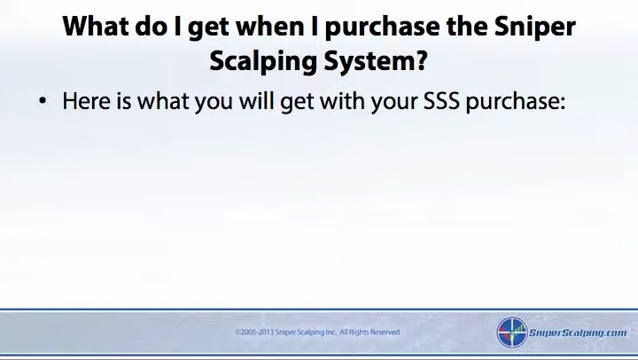 What do I get when I purchase the Sniper
Scalping System?
• Here is what you will get with your SSS purchase:
©2005-2013 Sniper Scalping Inc, All Rights Reserved
SniperScalping.com